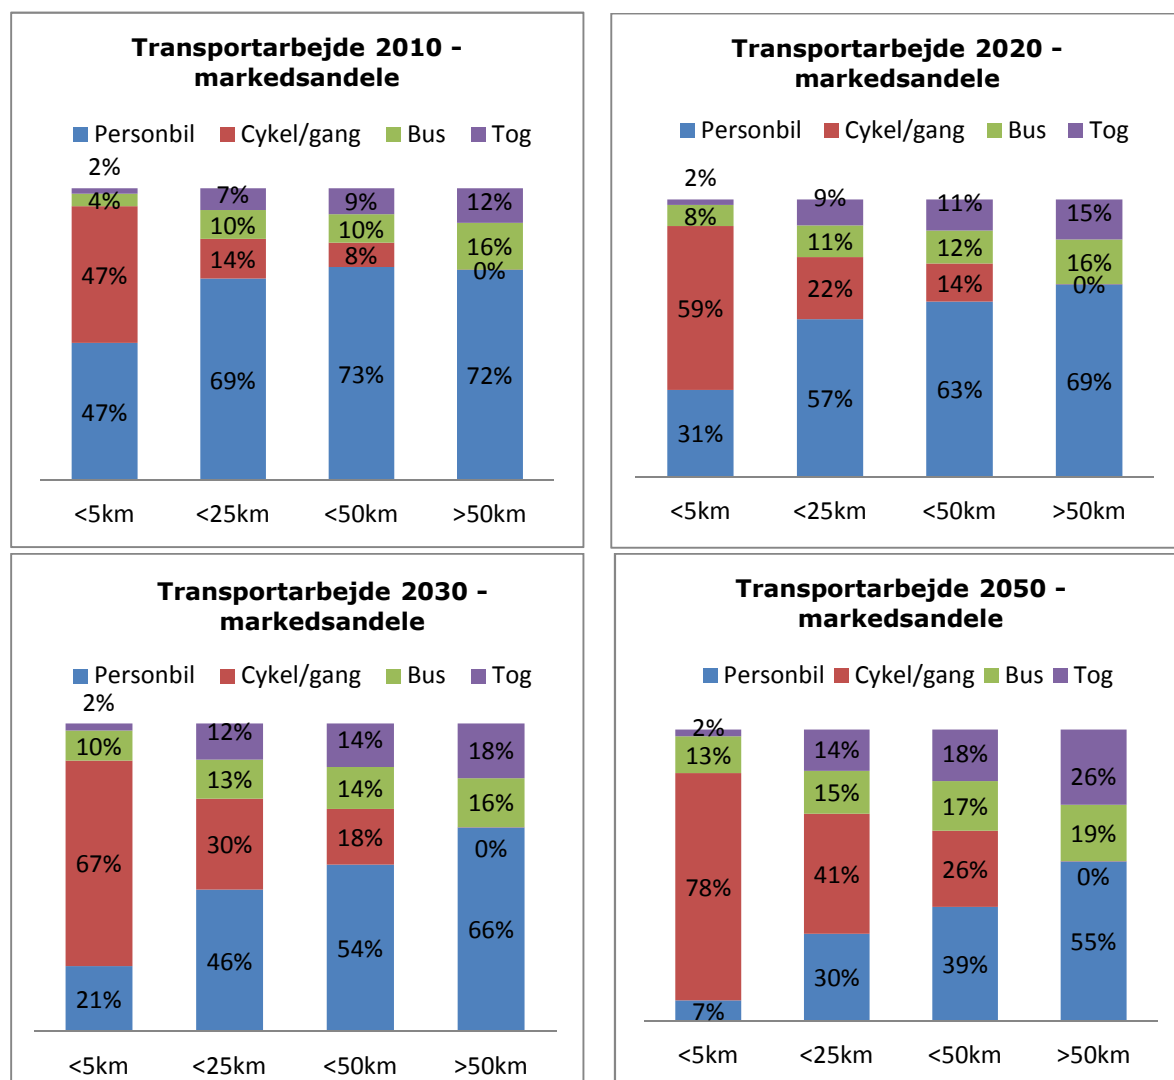 Transportarbejde 2010 -
markedsandele
Personbil Cykel/gang Bus Tog
2% 7% 9% 12%
4% 10% 10% 16%
47% 14% 8% 0%
47% 69% 73% 72%
<5km <25km <50km >50km
Transportarbejde 2020 -
markedsandele
Personbil Cykel/gang Bus Tog
2% 9% 11% 15%
8% 11% 12% 16%
59% 22% 14% 0%
31% 57% 63% 69%
<5km <25km <50km >50km
Transportarbejde 2030 -
markedsandele
Personbil Cykel/gang Bus Tog
2% 12% 14% 18%
10% 13% 14% 16%
67% 30% 18% 0%
21% 46% 54% 66%
<5km <25km <50km >50km
Transportarbejde 2050 -
markedsandele
Personbil Cykel/gang Bus Tog
2% 14% 18% 26%
13% 15% 17% 19%
78% 41% 26% 0%
7% 30% 39% 55%
<5km <25km <50km >50km